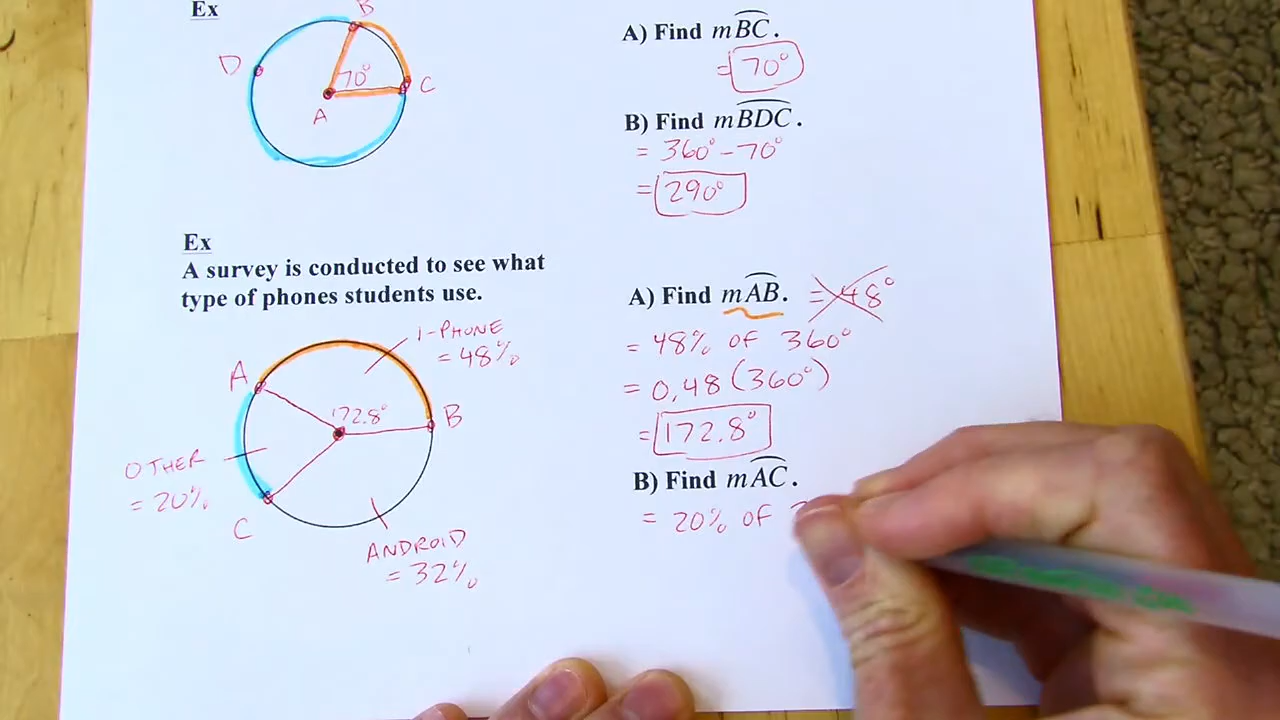 Ex
B
D
70°
C
A
A) Find mBC.
= 70°
B) Find mBDC.
= 360° - 70°
= 290°
Ex
A survey is conducted to see what
type of phones students use.
I-PHONE
= 48%
A
172.8°
B
OTHER
= 20%
C
ANDROID
= 32%
A) Find mAB. = 48°
= 48% OF 360°
= 0.48 (360°)
= 172.8°
B) Find mAC.
= 20% OF